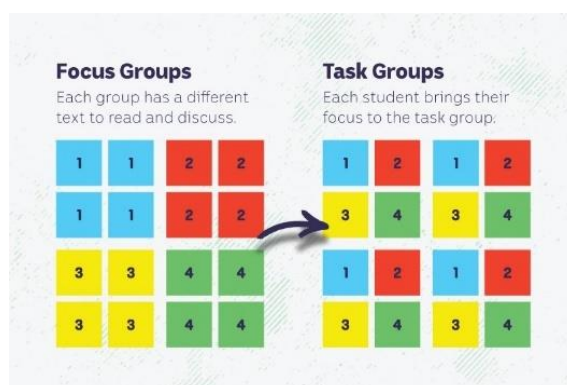 Focus Groups
Each group has a different
text to read and discuss.
1 1 2 2
1 1 2 2
3 3 4 4
3 3 4 4
Task Groups
Each student brings their
focus to the task group.
1 2 1 2
3 4 3 4
1 2 1 2
3 4 3 4